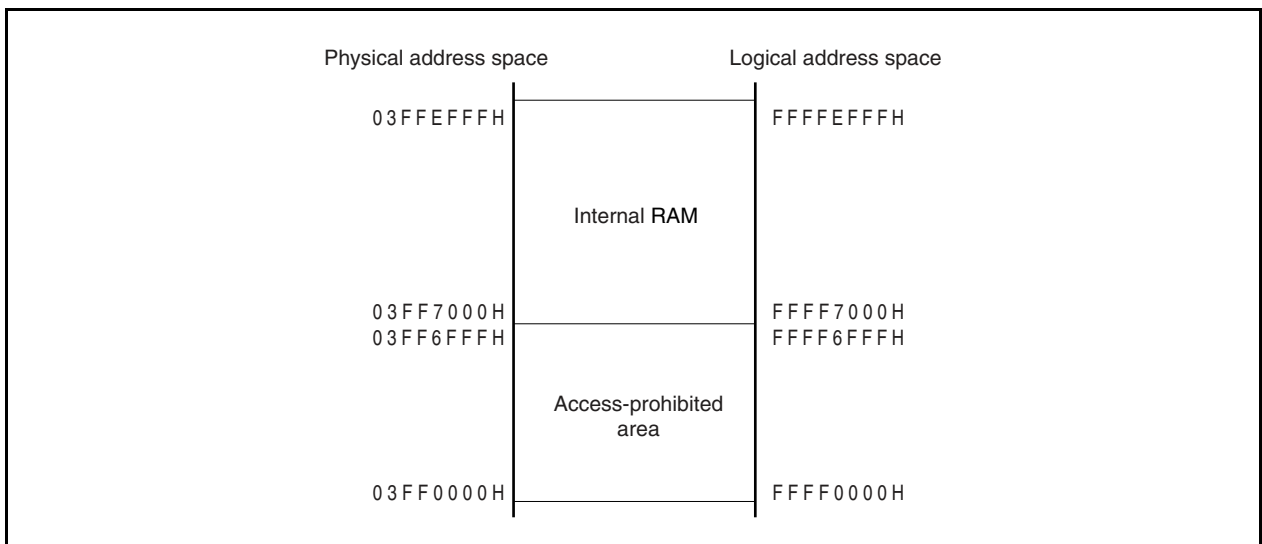 Physical address space
Logical address space
03FFEFFFH
FFFFEFFFH
Internal RAM
03FF7000H
FFFF7000H
03FF6FFFH
FFFF6FFFH
Access-prohibited
area
03FF0000H
FFFF0000H